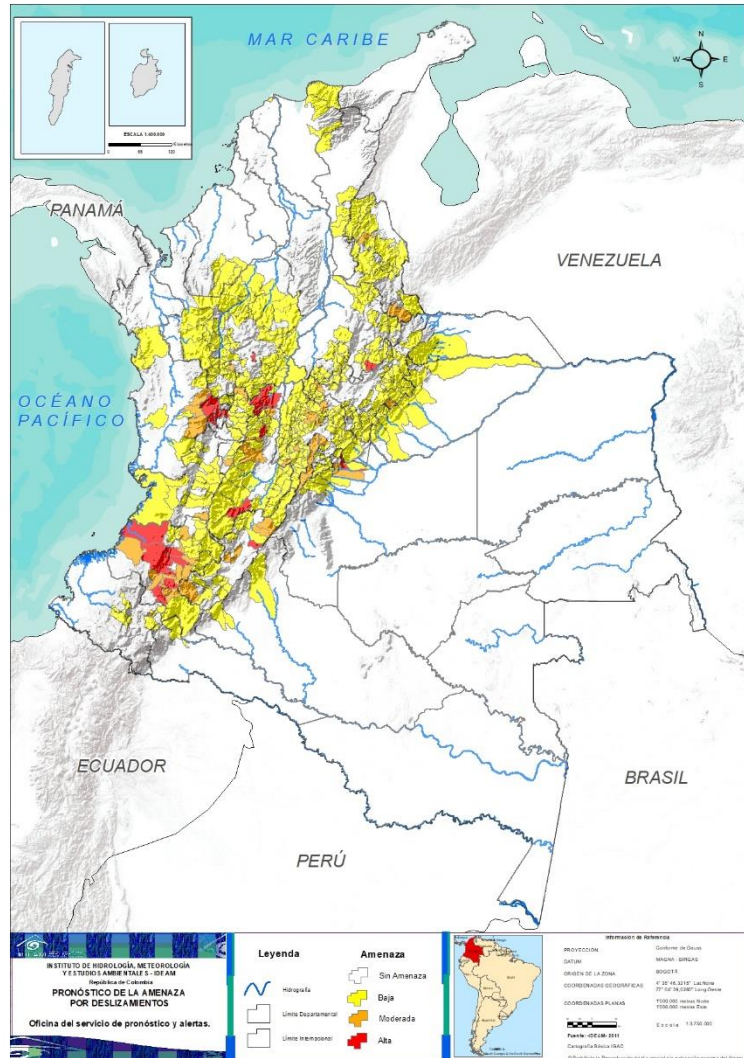 MAR CARIBE
N
W
E
S
ESCALA 1:400.000
PANAMÁ
VENEZUELA
OCÉANO
PACÍFICO
ECUADOR
BRASIL
PERÚ
INSTITUTO DE HIDROLOGÍA, METEOROLOGÍA
Y ESTUDIOS AMBIENTALES - IDEAM
República de Colombia
PRONÓSTICO DE LA AMENAZA
POR DESLIZAMIENTOS
Oficina del servicio de pronóstico y alertas.
Leyenda
Hidrografía
Límite Departamental
Límite Internacional
Amenaza
Sin Amenaza
Baja
Moderada
Alta
Información de Referencia
PROYECCIÓN
DATUM
MAGNA - SIRGAS
ORIGEN DE LA ZONA
BOGOTÁ
COORDENADAS GEOGRÁFICAS
COORDENADAS PLANAS
Escala
Fuente: IDEAM- 2011
Cartografía Básica IGAC